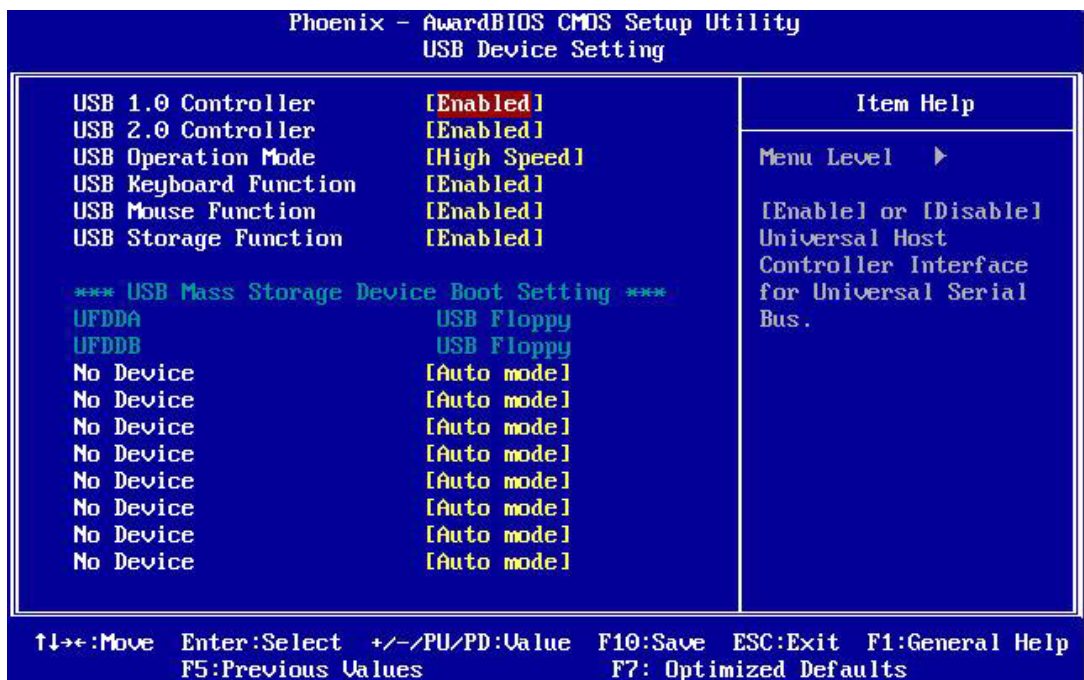 Phoenix - AwardBIOS CMOS Setup Utility
USB Device Setting
USB 1.0 Controller [Enabled]
USB 2.0 Controller [Enabled]
USB Operation Mode [High Speed]
USB Keyboard Function [Enabled]
USB Mouse Function [Enabled]
USB Storage Function [Enabled]
*** USB Mass Storage Device Boot Setting ***
UFDDA USB Floppy
UFDDB USB Floppy
No Device [Auto mode]
No Device [Auto mode]
No Device [Auto mode]
No Device [Auto mode]
No Device [Auto mode]
No Device [Auto mode]
No Device [Auto mode]
No Device [Auto mode]
Item Help
Menu Level ▶
[Enable] or [Disable]
Universal Host
Controller Interface
for Universal Serial
Bus.
↑↓→←:Move Enter:Select +/-/PU/PD:Value F10:Save ESC:Exit F1:General Help
F5:Previous Values F7: Optimized Defaults